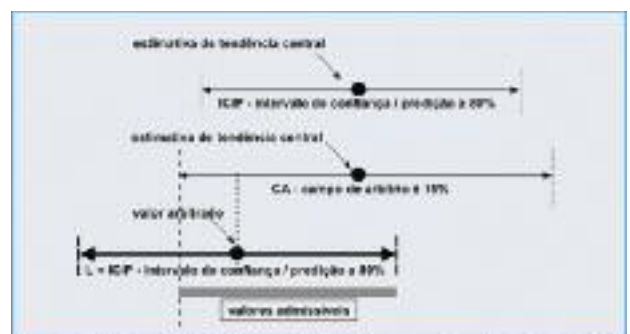 estimativa de tendência central
IC/IP - intervalo de confiança / predição a 80%
estimativa de tendência central
CA - campo de arbítrio ± 15%
valor arbitrado
L = IC/IP - intervalo de confiança / predição a 80%
valores admissíveis